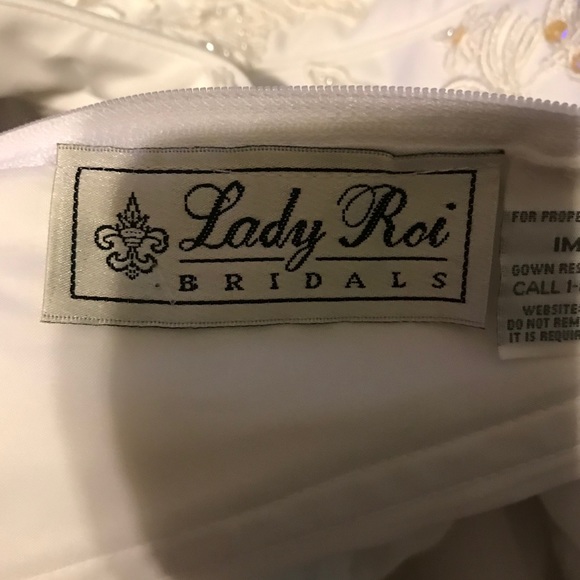 Lady Roi
BRIDALS
FOR PROPE
IM
GOWN RES
CALL 1-
WEBSITE
DO NOT REM
IT IS REQUIR